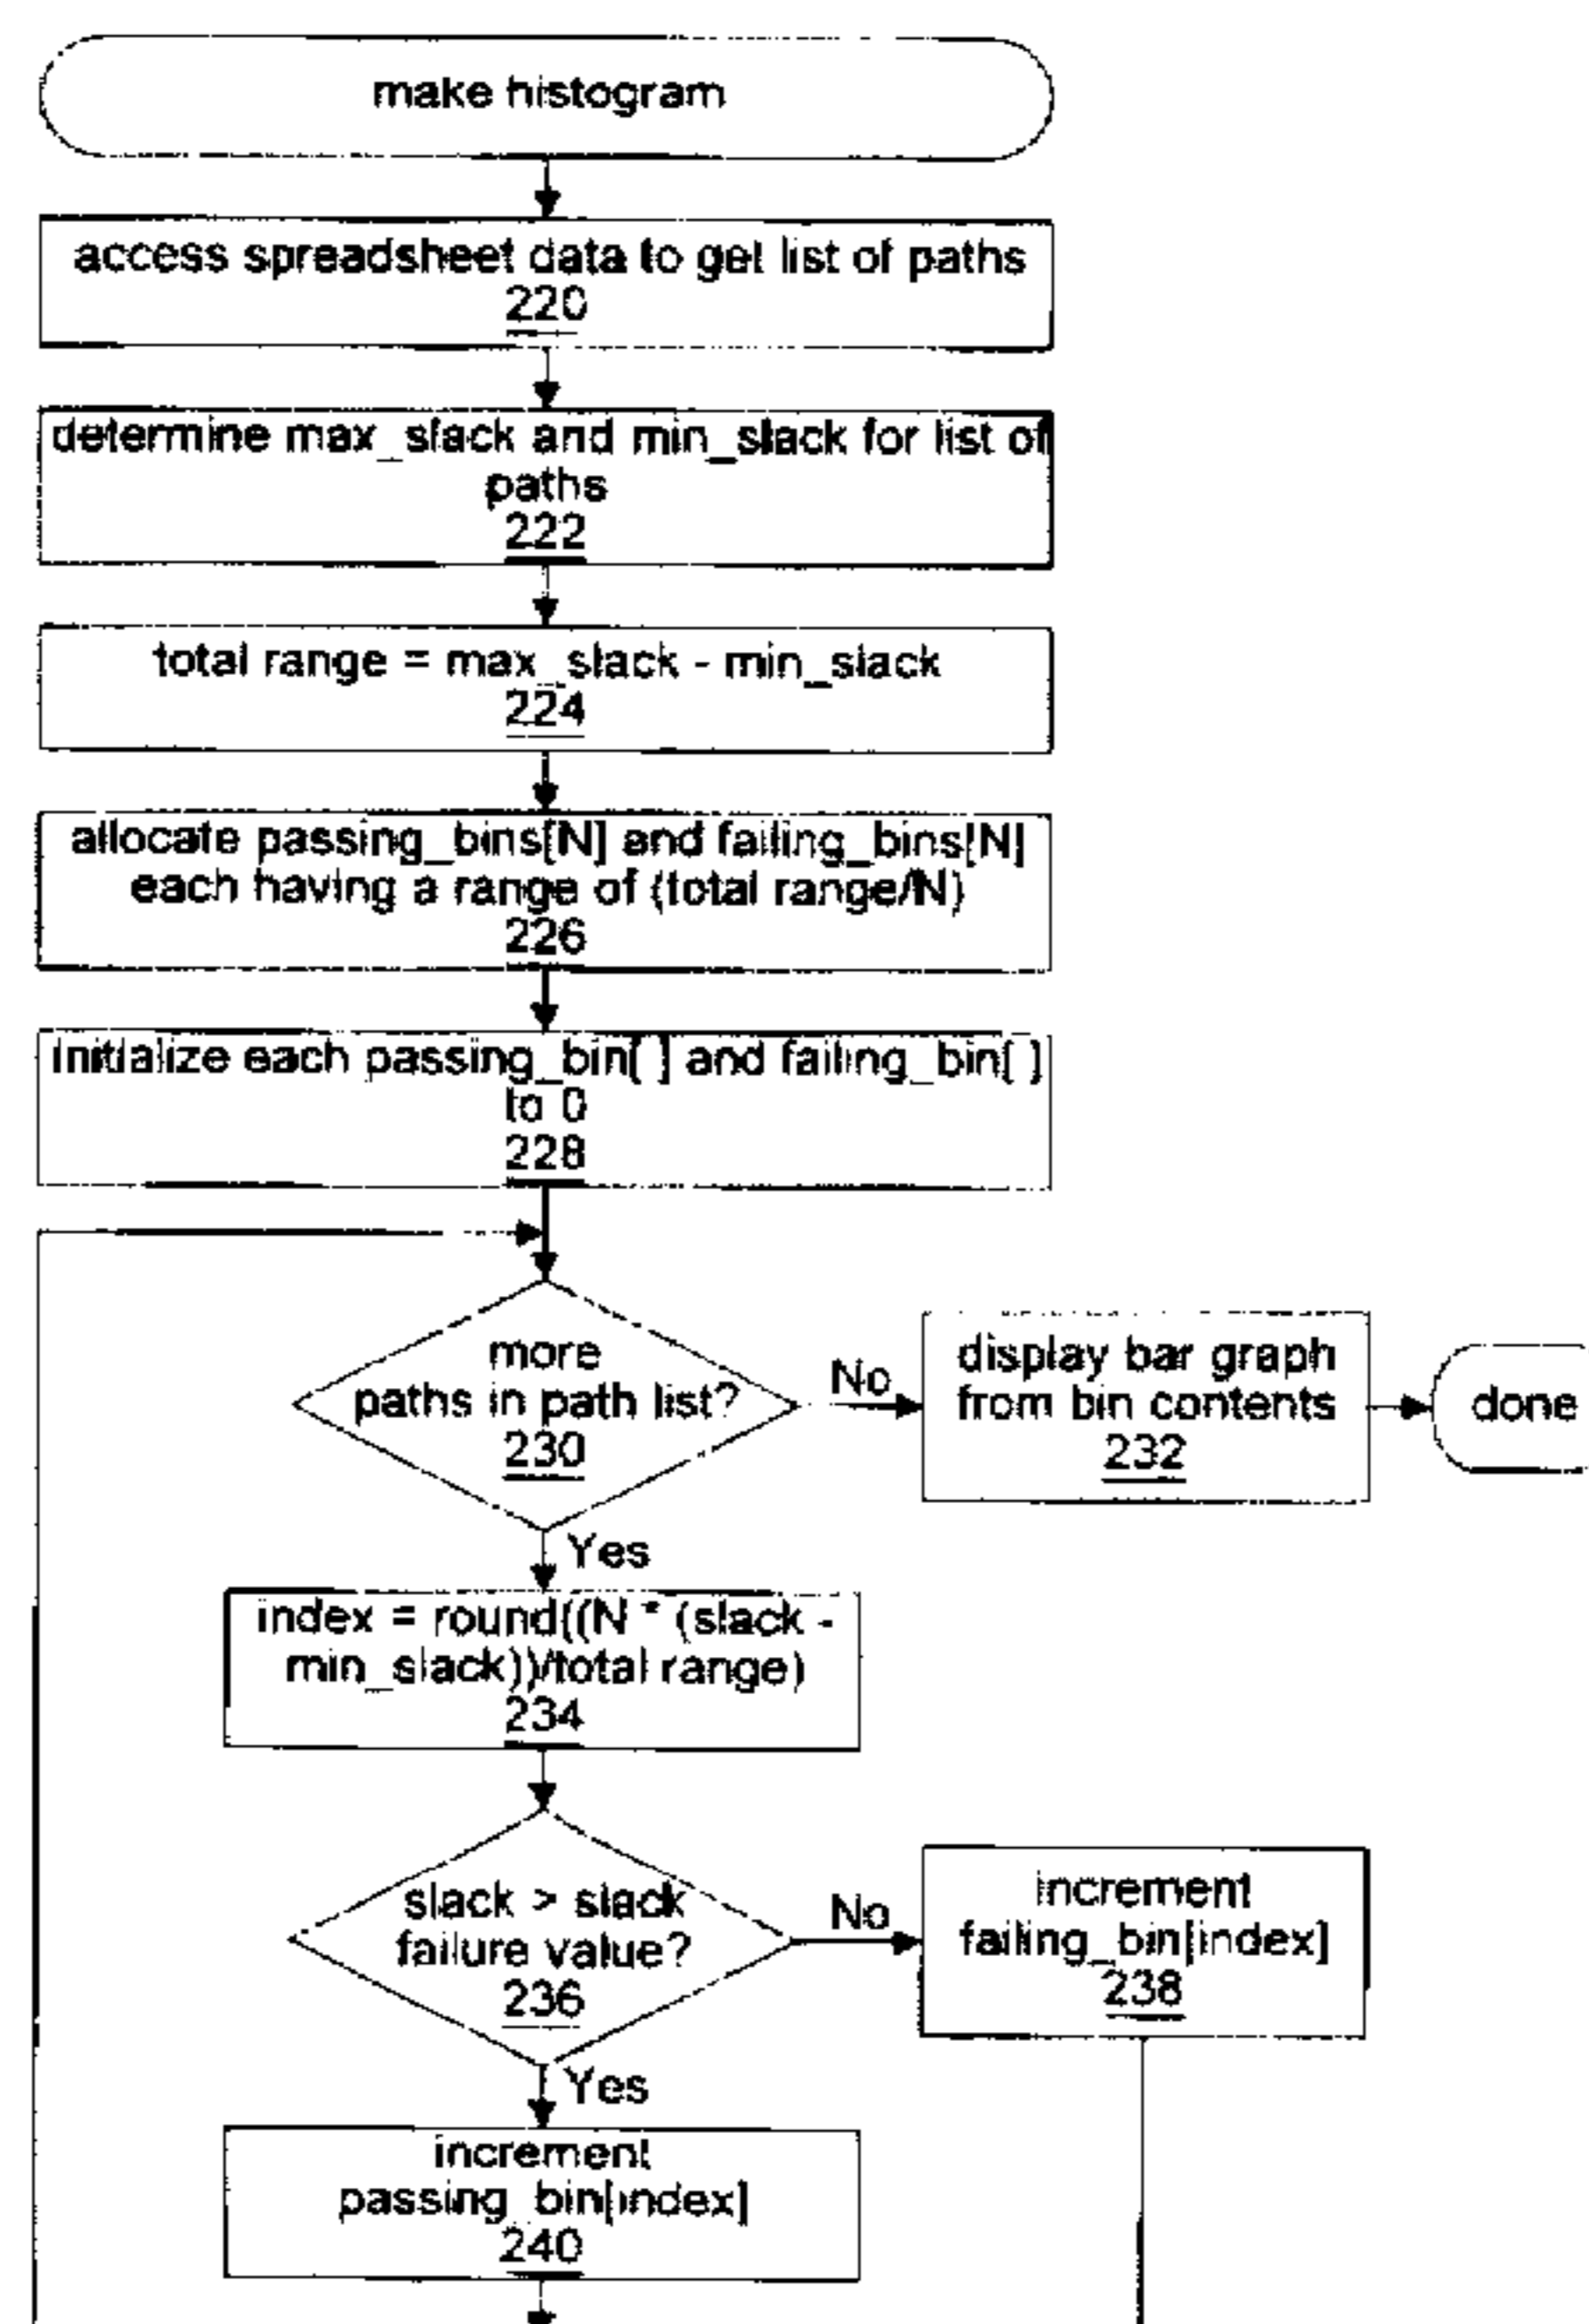 make histogram
access spreadsheet data to get list of paths
220
determine max_slack and min_slack for list of
paths
222
total range = max_slack - min_slack
224
allocate passing_bins[N] and failing_bins[N]
each having a range of (total range/N)
226
initialize each passing_bin[ ] and failing_bin[ ]
to 0
228
more
paths in path list?
230
No
display bar graph
from bin contents
232
done
Yes
index = round((N * (slack -
min_slack))/total range)
234
slack > slack
failure value?
236
No
increment
failing_bin[index]
238
Yes
increment
passing_bin[index]
240